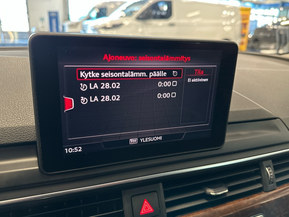 Ajoneuvo: seisontalämmitys
Kytke seisontalämm. päälle
Tila
Ei aktiivinen
LA 28.02 0:00
LA 28.02 0:00
10:52
YLESUOMI